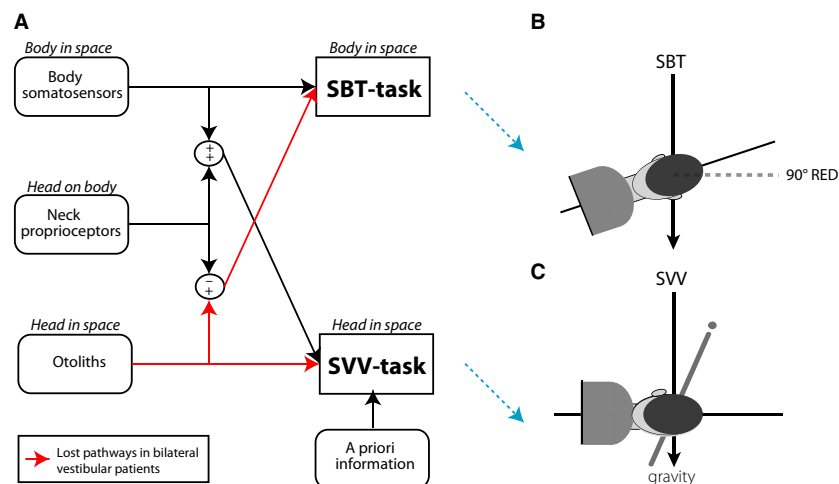 A
Body in space
Body
somatosensors
Body in space
SBT-task
+
+
Head on body
Neck
proprioceptors
−
+
Head in space
Otoliths
Head in space
SVV-task
A priori
information
Lost pathways in bilateral
vestibular patients
B
SBT
90° RED
C
SVV
gravity